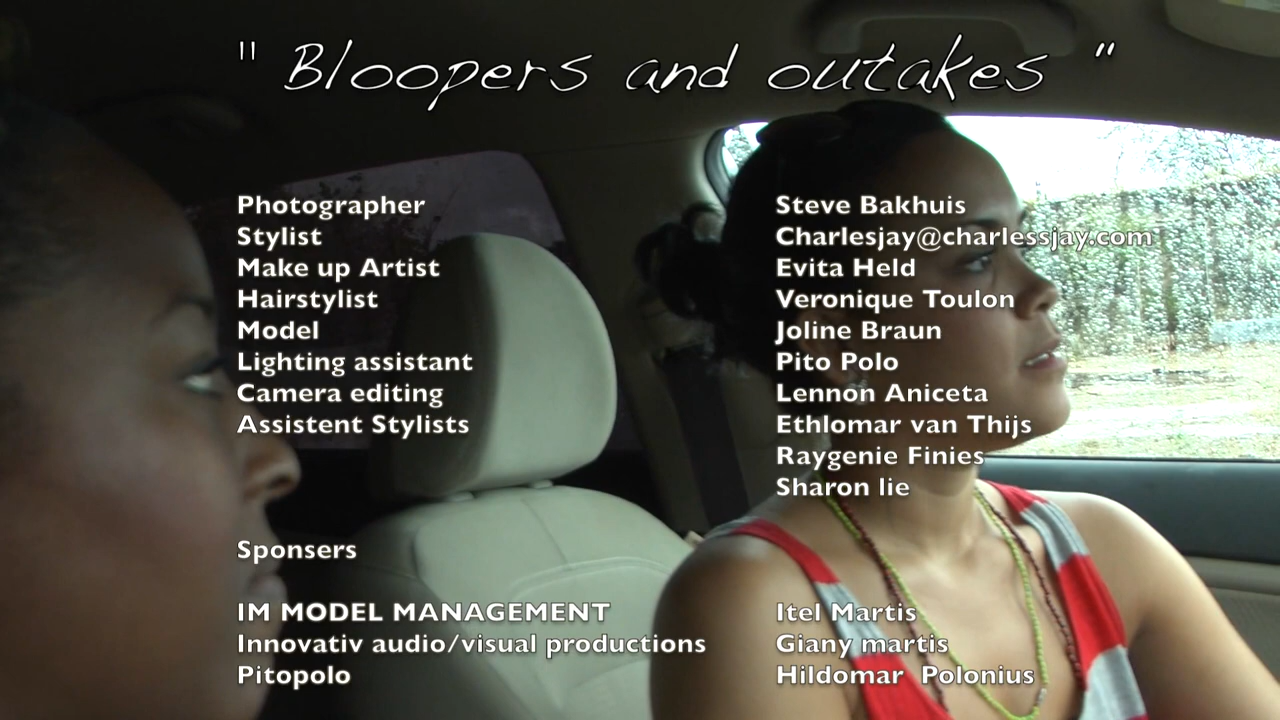 " Bloopers and outakes "
Photographer Steve Bakhuis
Stylist Charlesjay@charlessjay.com
Make up Artist Evita Held
Hairstylist Veronique Toulon
Model Joline Braun
Lighting assistant Pito Polo
Camera editing Lennon Aniceta
Assistent Stylists Ethlomar van Thijs
Raygenie Finies
Sharon lie
Sponsers
IM MODEL MANAGEMENT Itel Martis
Innovativ audio/visual productions Giany martis
Pitopolo Hildomar Polonius